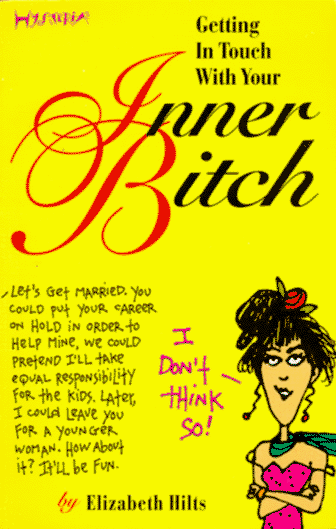 HYSteRIA
Getting
In Touch
With Your
Inner
Bitch
Let's Get MARRIED. You
COULD PUT YOUR CAREER
ON HOLD IN ORDER to
HELP MINE, WE COULD
PRETEND I'LL TAKE
EQUAL RESPONSIBILITY
FOR THE KIDS. LATER,
I COULD LEAVE YOU
FOR A YOUNGER
WOMAN. HOW ABOUT
IT? IT'LL BE FUN.
I
DON'T
tHINK
SO!
by Elizabeth Hilts